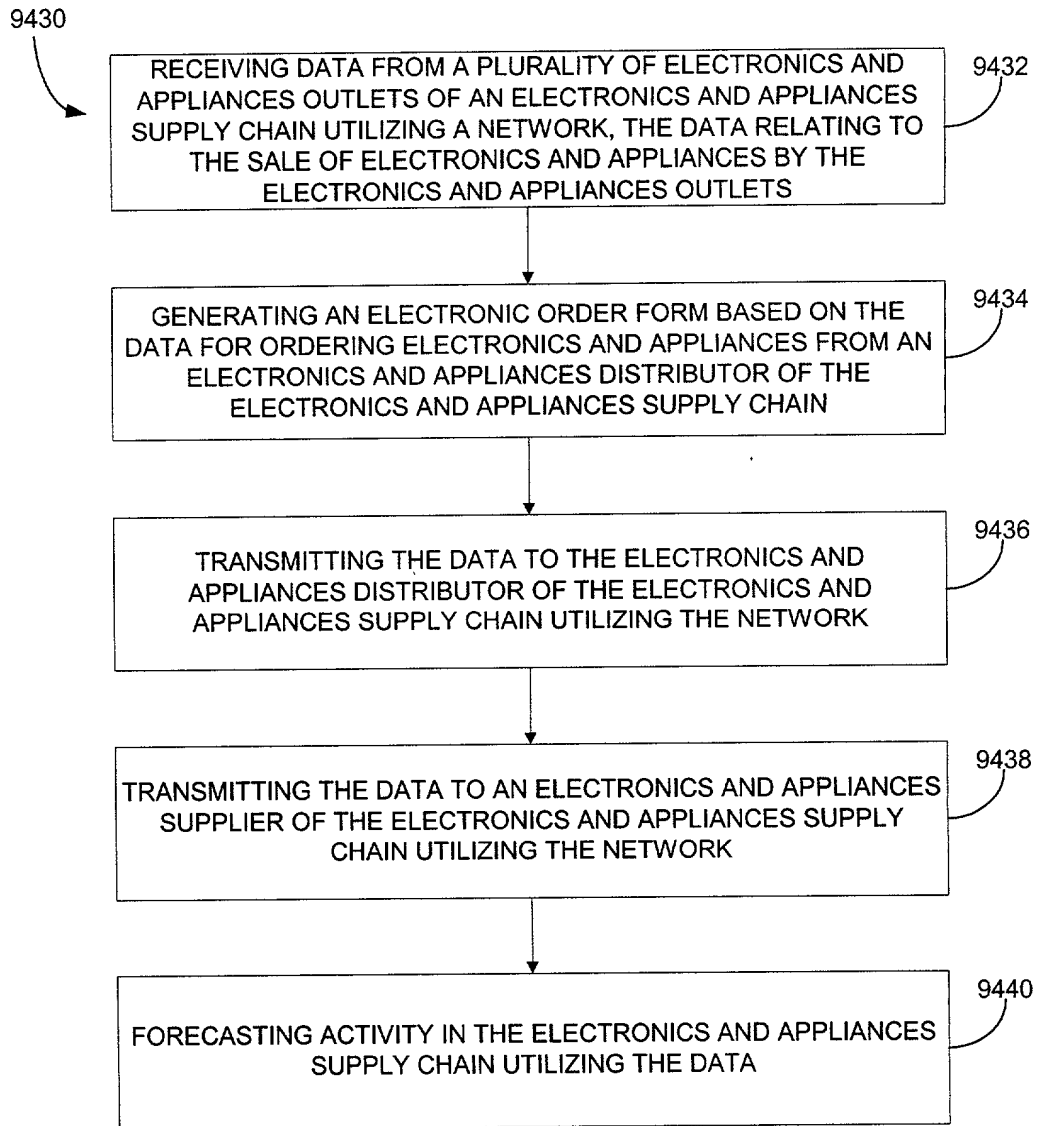 9430
RECEIVING DATA FROM A PLURALITY OF ELECTRONICS AND
APPLIANCES OUTLETS OF AN ELECTRONICS AND APPLIANCES
SUPPLY CHAIN UTILIZING A NETWORK, THE DATA RELATING TO
THE SALE OF ELECTRONICS AND APPLIANCES BY THE
ELECTRONICS AND APPLIANCES OUTLETS
9432
GENERATING AN ELECTRONIC ORDER FORM BASED ON THE
DATA FOR ORDERING ELECTRONICS AND APPLIANCES FROM AN
ELECTRONICS AND APPLIANCES DISTRIBUTOR OF THE
ELECTRONICS AND APPLIANCES SUPPLY CHAIN
9434
TRANSMITTING THE DATA TO THE ELECTRONICS AND
APPLIANCES DISTRIBUTOR OF THE ELECTRONICS AND
APPLIANCES SUPPLY CHAIN UTILIZING THE NETWORK
9436
TRANSMITTING THE DATA TO AN ELECTRONICS AND APPLIANCES
SUPPLIER OF THE ELECTRONICS AND APPLIANCES SUPPLY
CHAIN UTILIZING THE NETWORK
9438
FORECASTING ACTIVITY IN THE ELECTRONICS AND APPLIANCES
SUPPLY CHAIN UTILIZING THE DATA
9440